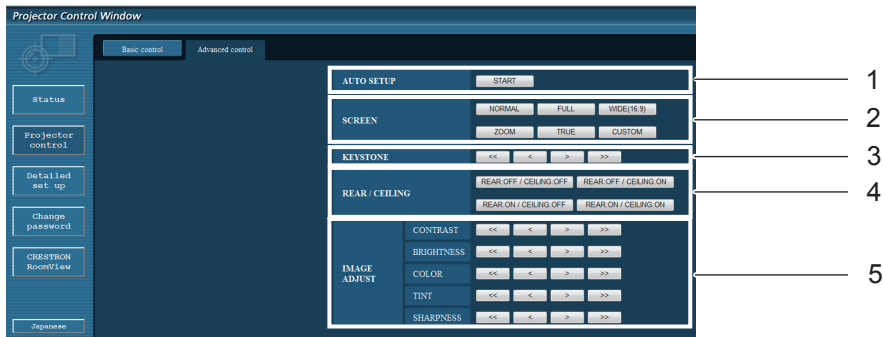 Projector Control Window
Basic control Advanced control
Status
Projector
control
Detailed
set up
Change
password
CRESTRON
RoomView
Japanese
AUTO SETUP START 1
SCREEN NORMAL FULL WIDE(16:9) 2
ZOOM TRUE CUSTOM
KEYSTONE << < > >> 3
REAR / CEILING REAR:OFF / CEILING:OFF REAR:OFF / CEILING:ON 4
REAR:ON / CEILING:OFF REAR:ON / CEILING:ON
IMAGE
ADJUST
CONTRAST << < > >>
BRIGHTNESS << < > >>
COLOR << < > >> 5
TINT << < > >>
SHARPNESS << < > >>